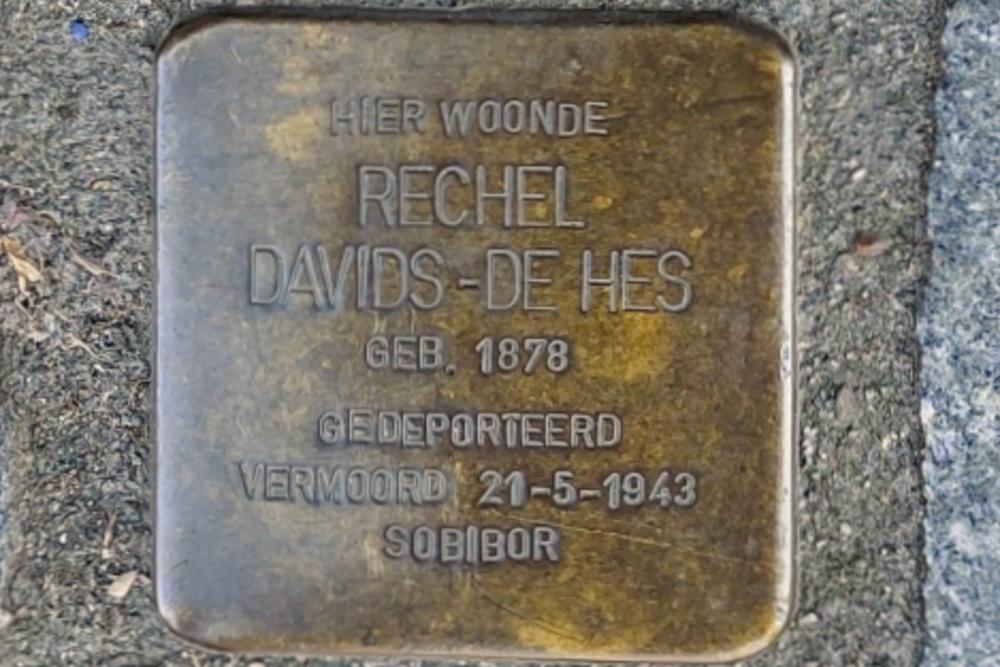 HIER WOONDE
RECHEL
DAVIDS-DE HES
GEB. 1878
GEDEPORTEERD
VERMOORD 21-5-1943
SOBIBOR